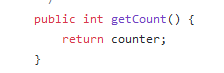 public int getCount() {
    return counter;
}